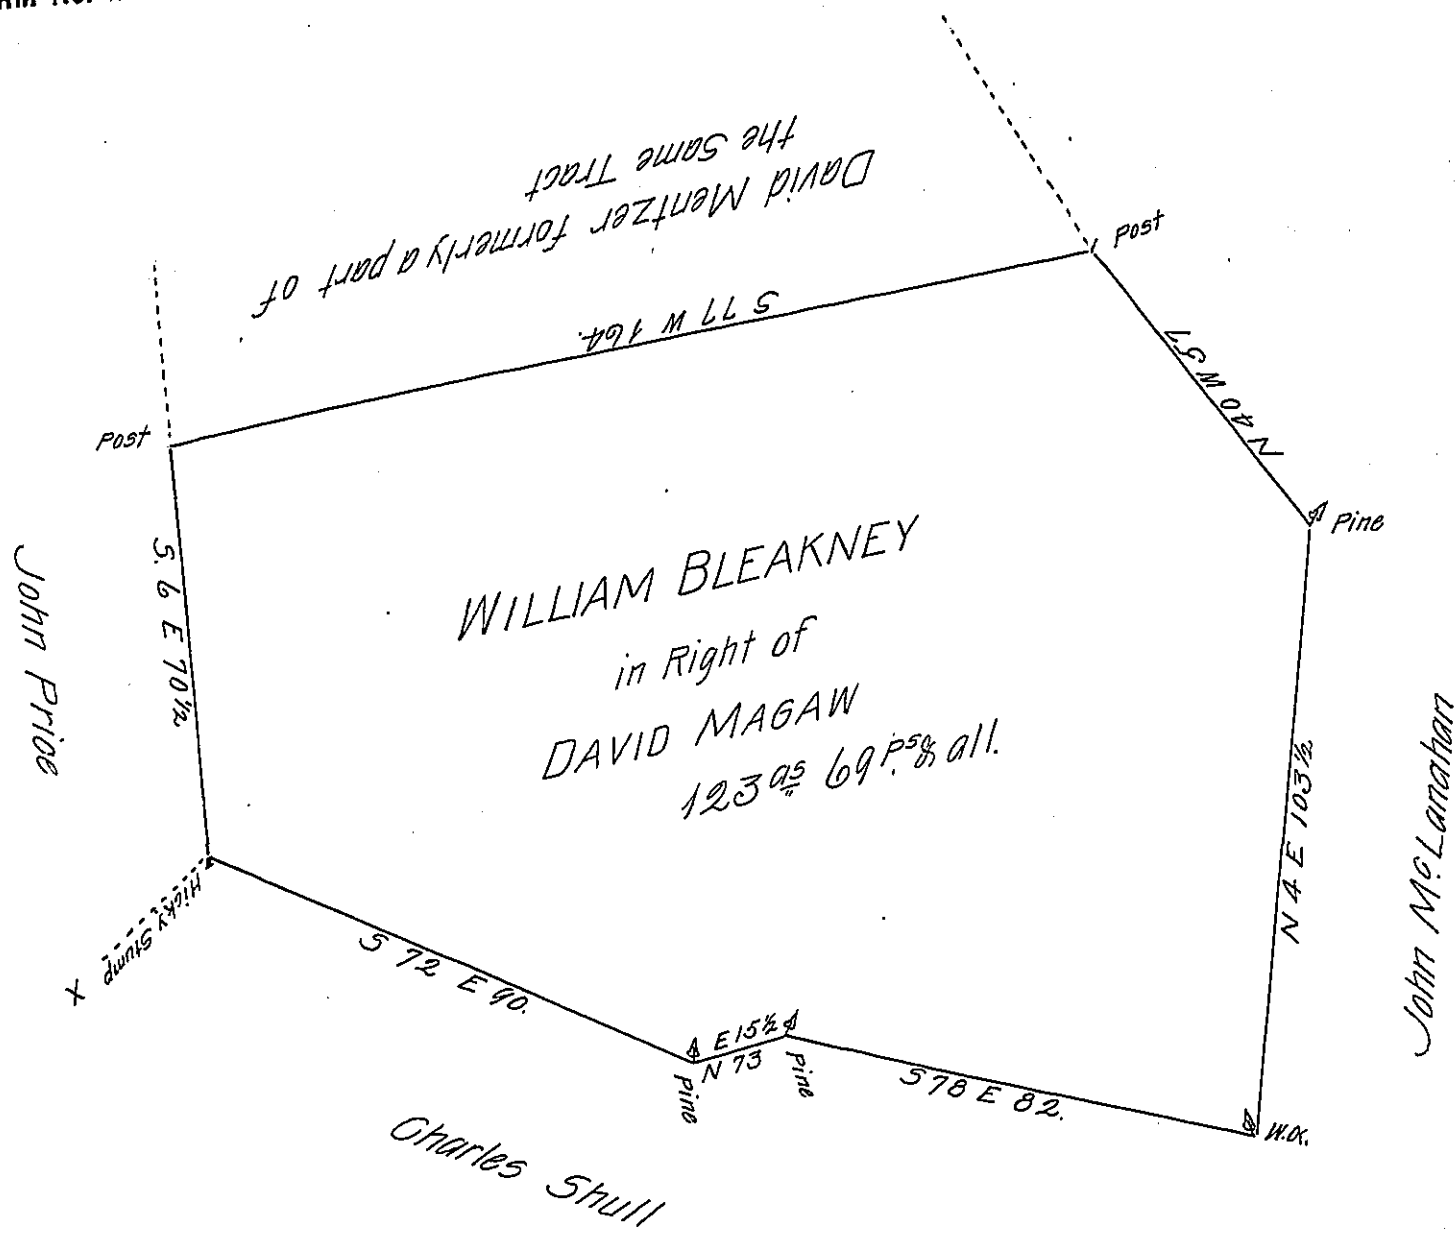 David Mentzer formerly a part of
the Same Tract
Post
S 77 W 164.
Post
N 40 W 57
Pine
John Price
S. 6 E 70½
WILLIAM BLEAKNEY
in Right of
DAVID MAGAW
123 as 69 Ps. & all.
N 4 E 103½
John McLanahan
Hicky Stump
X
S 72 E 90.
N 73 E 15½
Pine
Pine
S 78 E 82.
W.O.
Charles Shull